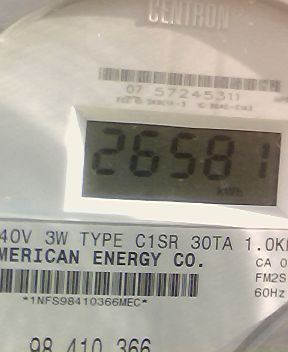 CENTRON®
07 57245311
26581
kWh
40V 3W TYPE C1SR 30TA 1.0K
MERICAN ENERGY CO.
CA 0
FM2S
60Hz
*1NFS98410366MEC*
98 410 366